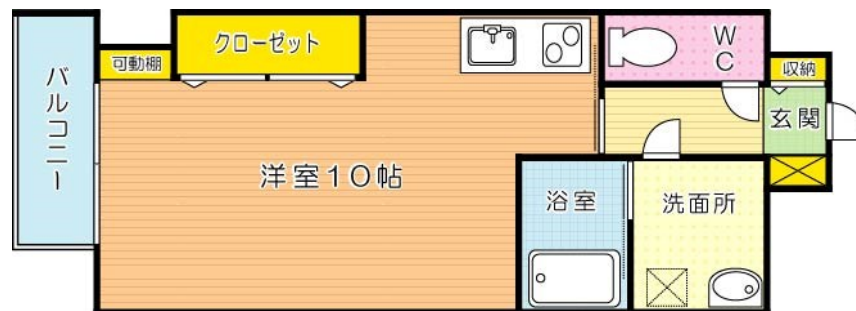 バルコニー
可動棚
クローゼット
洋室10帖
WC
収納
玄関
浴室
洗面所